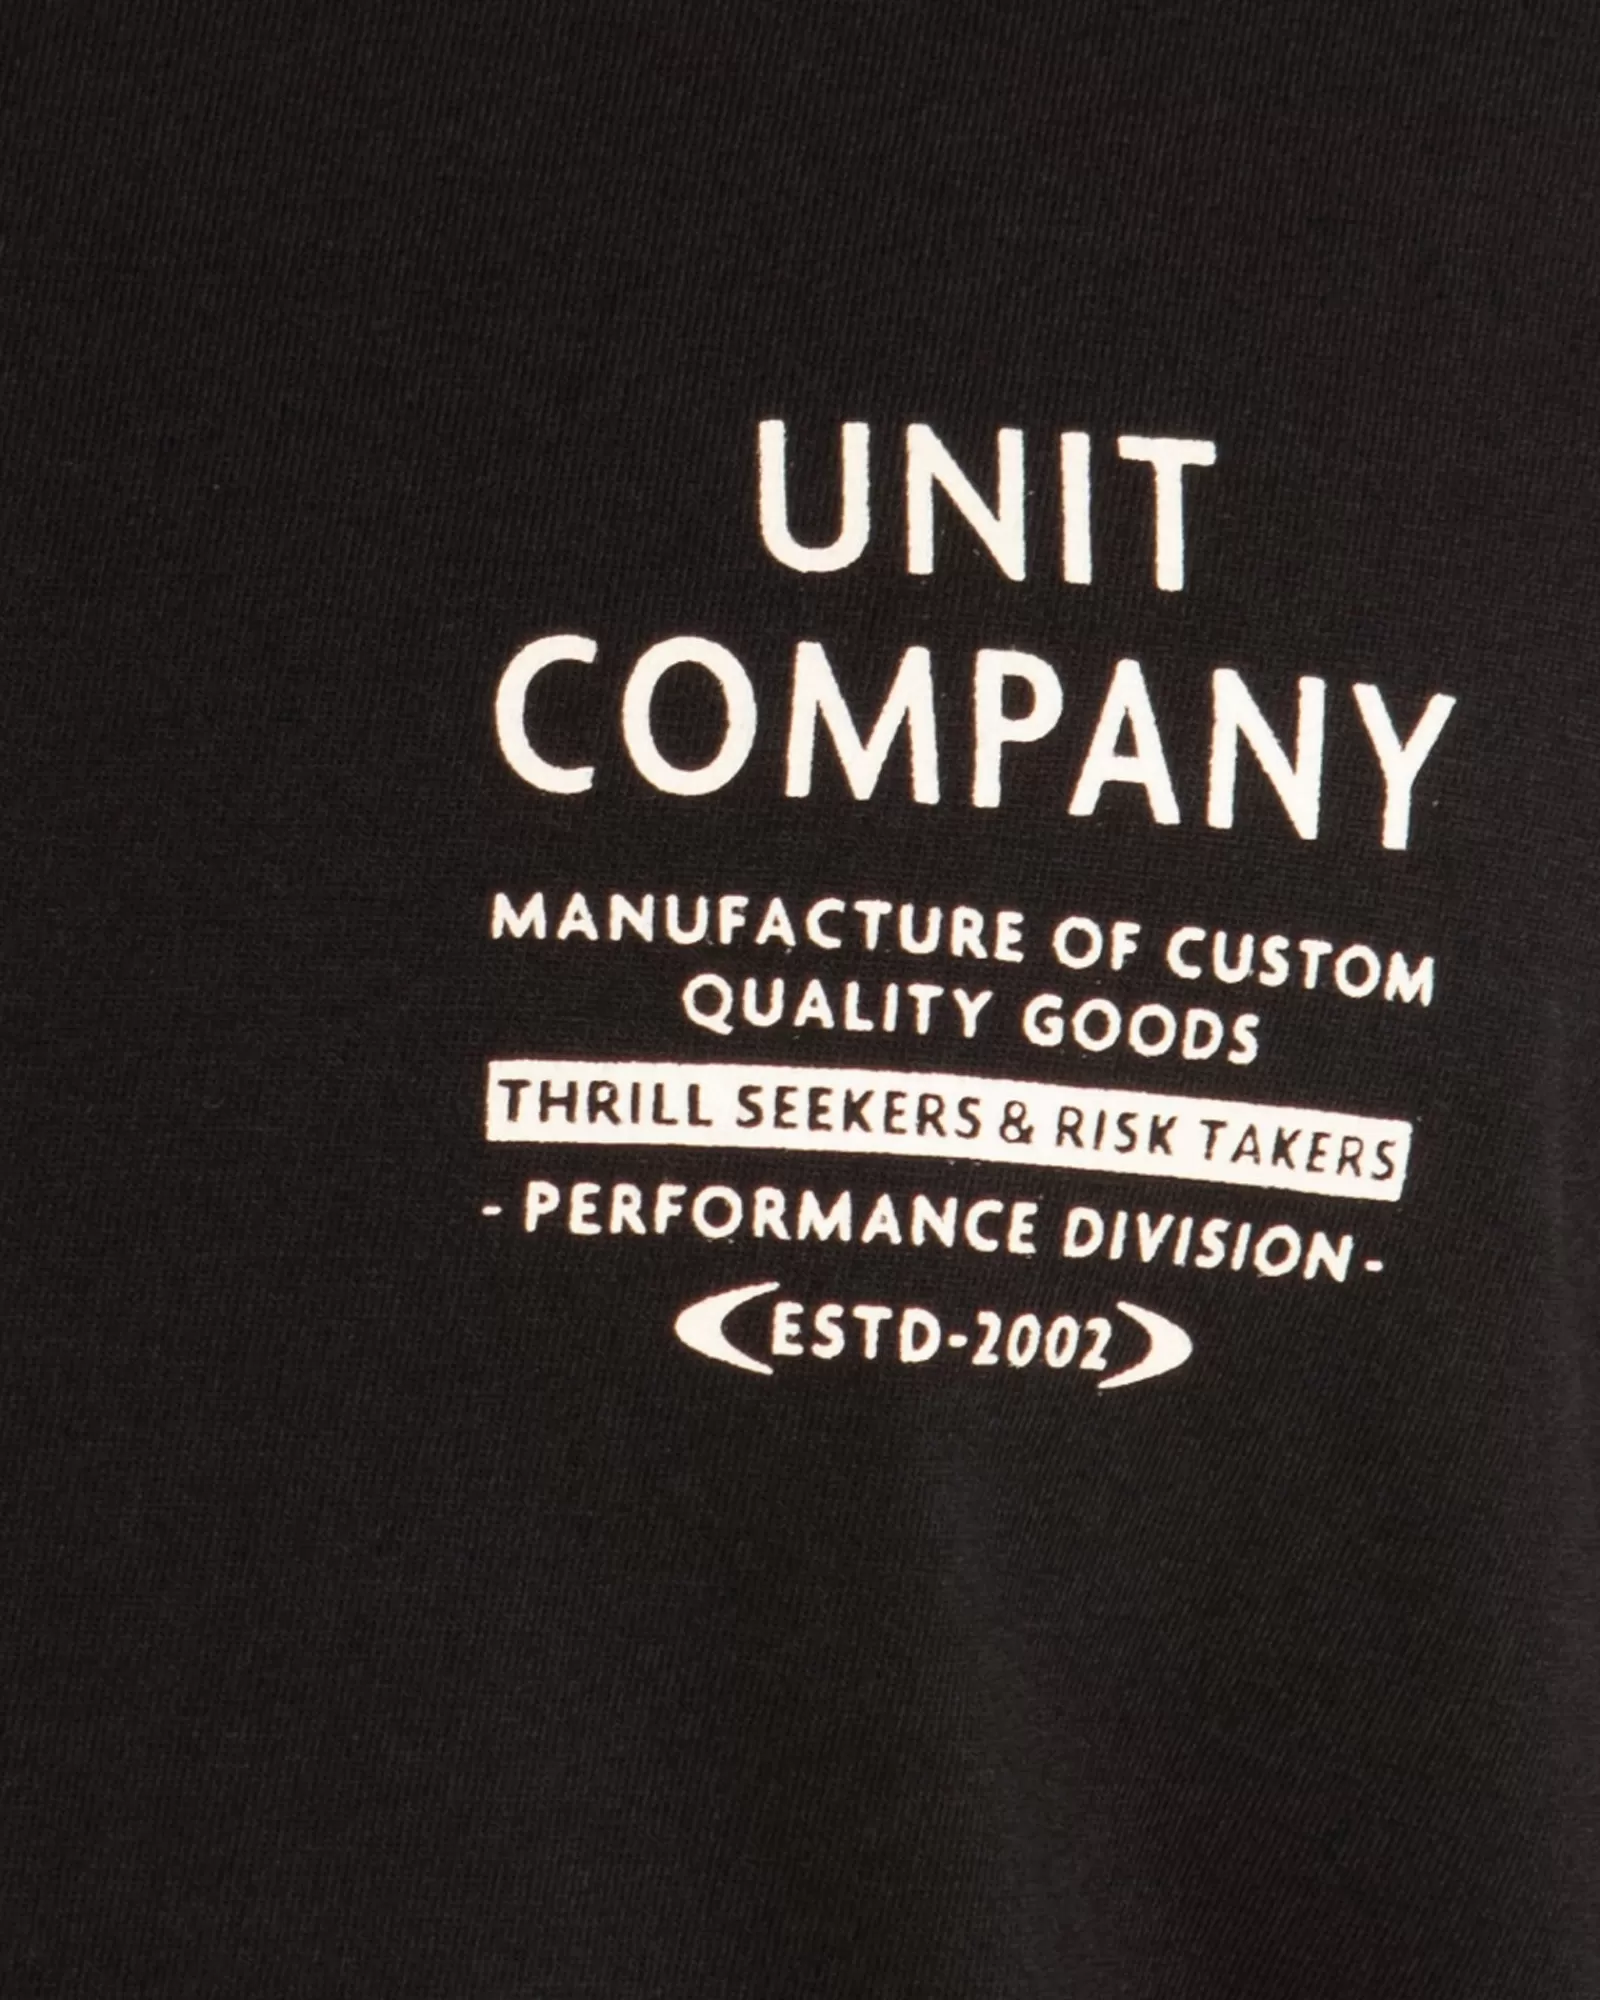 UNIT
COMPANY
MANUFACTURE OF CUSTOM
QUALITY GOODS
THRILL SEEKERS & RISK TAKERS
- PERFORMANCE DIVISION -
ESTD-2002